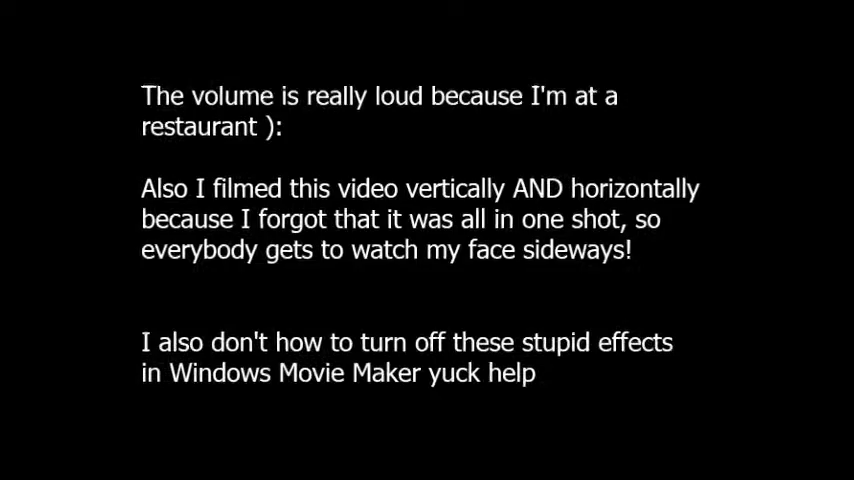 The volume is really loud because I'm at a
restaurant ):
Also I filmed this video vertically AND horizontally
because I forgot that it was all in one shot, so
everybody gets to watch my face sideways!
I also don't how to turn off these stupid effects
in Windows Movie Maker yuck help